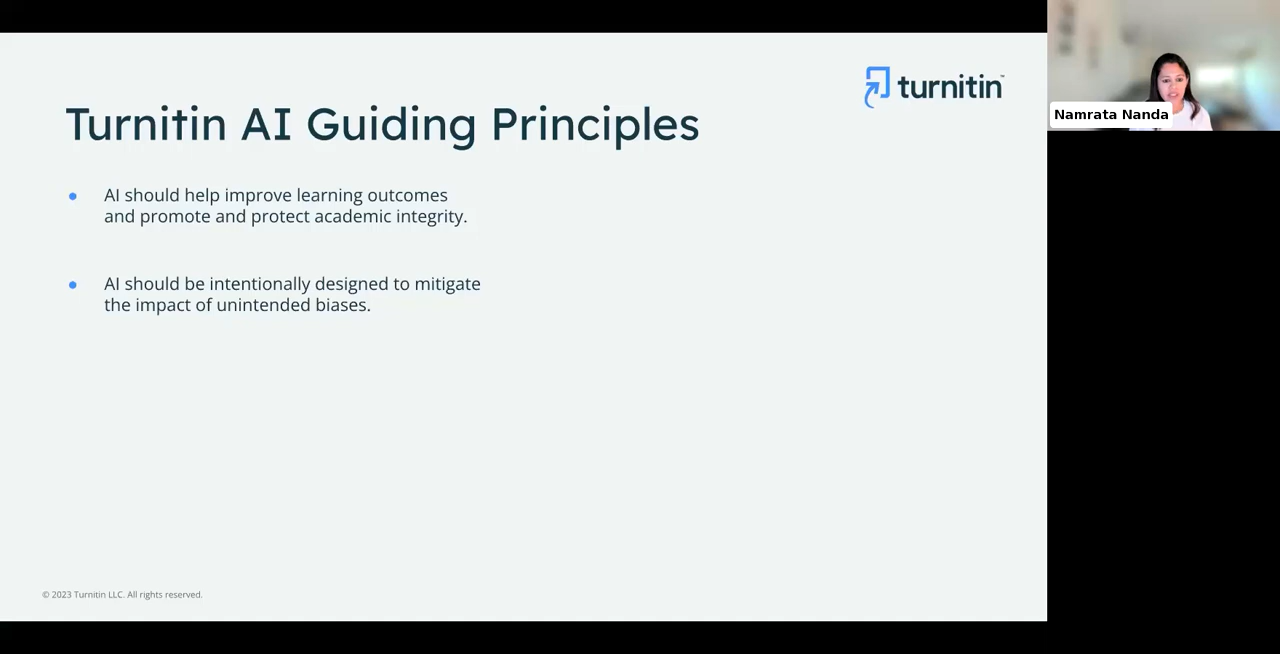 turnitin™
Turnitin AI Guiding Principles
• AI should help improve learning outcomes
and promote and protect academic integrity.
• AI should be intentionally designed to mitigate
the impact of unintended biases.
© 2023 Turnitin LLC. All rights reserved.
Namrata Nanda